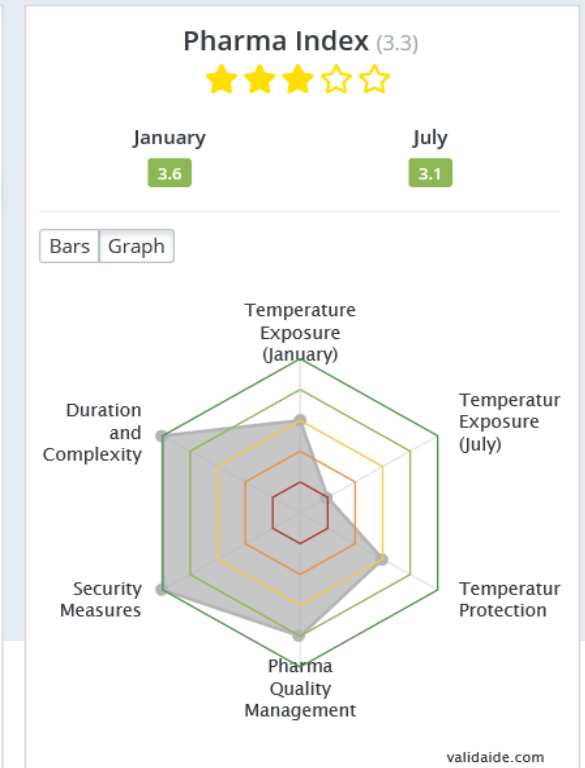 Pharma Index (3.3)
January
July
3.6
3.1
Bars
Graph
Temperature
Exposure
(January)
Temperatur
Exposure
(July)
Duration
and
Complexity
Security
Measures
Temperatur
Protection
Pharma
Quality
Management
validaide.com